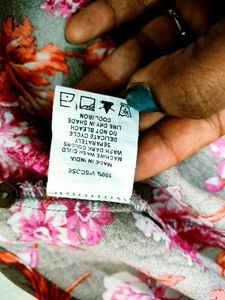 100% VISCOSE
MADE IN INDIA
MACHINE WASH COLD
WASH DARK COLORS
SEPARATELY
DO NOT BLEACH
DELICATE CYCLE
LINE DRY IN SHADE
COOL IRON